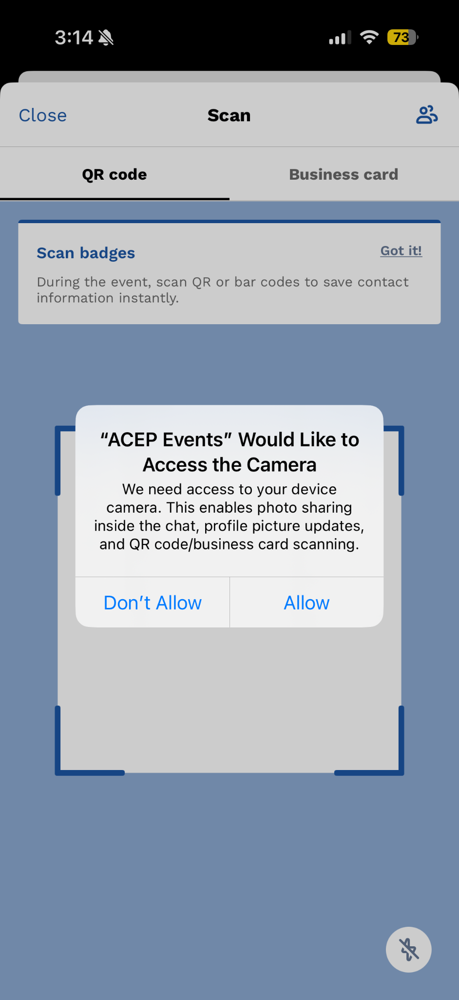 3:14
73
Close
Scan
QR code
Business card
Scan badges
Got it!
During the event, scan QR or bar codes to save contact
information instantly.
“ACEP Events” Would Like to
Access the Camera
We need access to your device
camera. This enables photo sharing
inside the chat, profile picture updates,
and QR code/business card scanning.
Don’t Allow
Allow